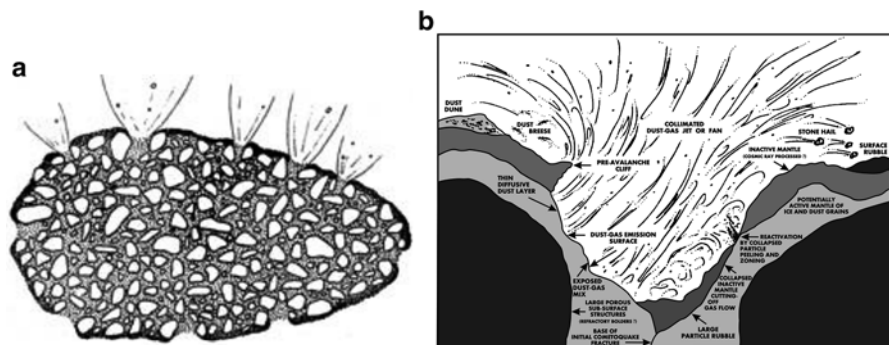 a
b
DUST
DUNE
DUST
BREESE
COLLIMATED
DUST-GAS JET OR FAN
STONE HAIL
SURFACE
RUBBLE
INACTIVE MANTLE
(COSMIC RAY PROCESSED ?)
PRE-AVALANCHE
CLIFF
THIN
DIFFUSIVE
DUST LAYER
POTENTIALLY
ACTIVE MANTLE OF
ICE AND DUST GRAINS
DUST-GAS EMISSION
SURFACE
REACTIVATION
BY COLLAPSED
PARTICLE
PEELING AND
ZONING
EXPOSED
DUST-GAS
MIX
COLLAPSED
INACTIVE
MANTLE
CUTTING-
OFF
GAS FLOW
LARGE POROUS
SUB-SURFACE
STRUCTURES
(REFRACTORY BOLDERS ?)
LARGE
PARTICLE RUBBLE
BASE OF
INITIAL COMETOQUAKE
FRACTURE